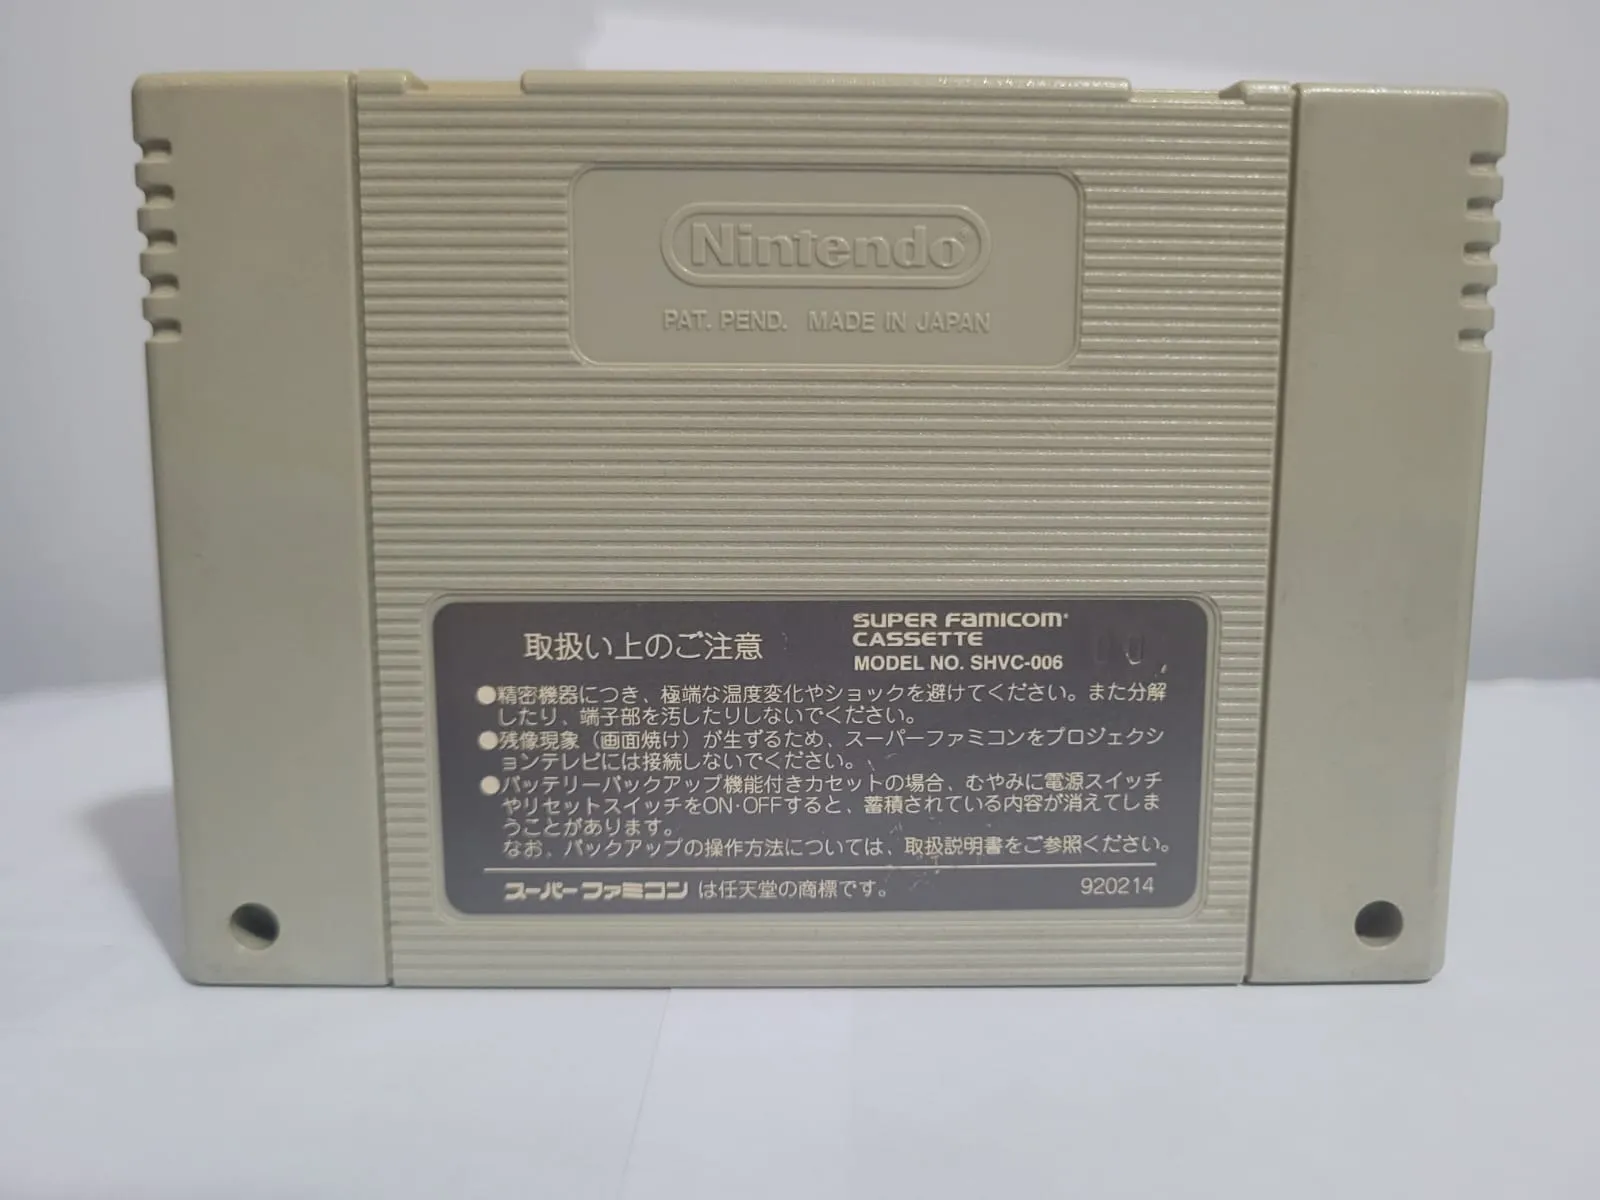 Nintendo®
PAT. PEND. MADE IN JAPAN
取扱い上のご注意
SUPER FAMICOM®
CASSETTE
MODEL NO. SHVC-006
●精密機器につき、極端な温度変化やショックを避けてください。また分解
したり、端子部を汚したりしないでください。
●残像現象（画面焼け）が生ずるため、スーパーファミコンをプロジェクシ
ョンテレビには接続しないでください。
●バッテリーバックアップ機能付きカセットの場合、むやみに電源スイッチ
やリセットスイッチをON·OFFすると、蓄積されている内容が消えてしま
うことがあります。
なお、バックアップの操作方法については、取扱説明書をご参照ください。
スーパーファミコン は任天堂の商標です。
920214